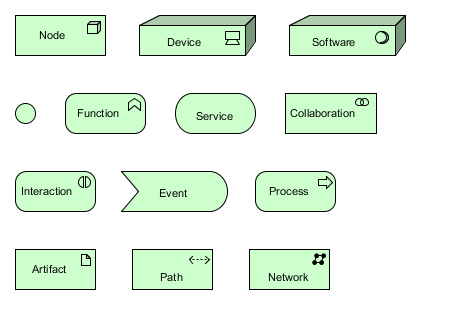 Node
Device
Software
Function
Service
Collaboration
Interaction
Event
Process
Artifact
Path
Network